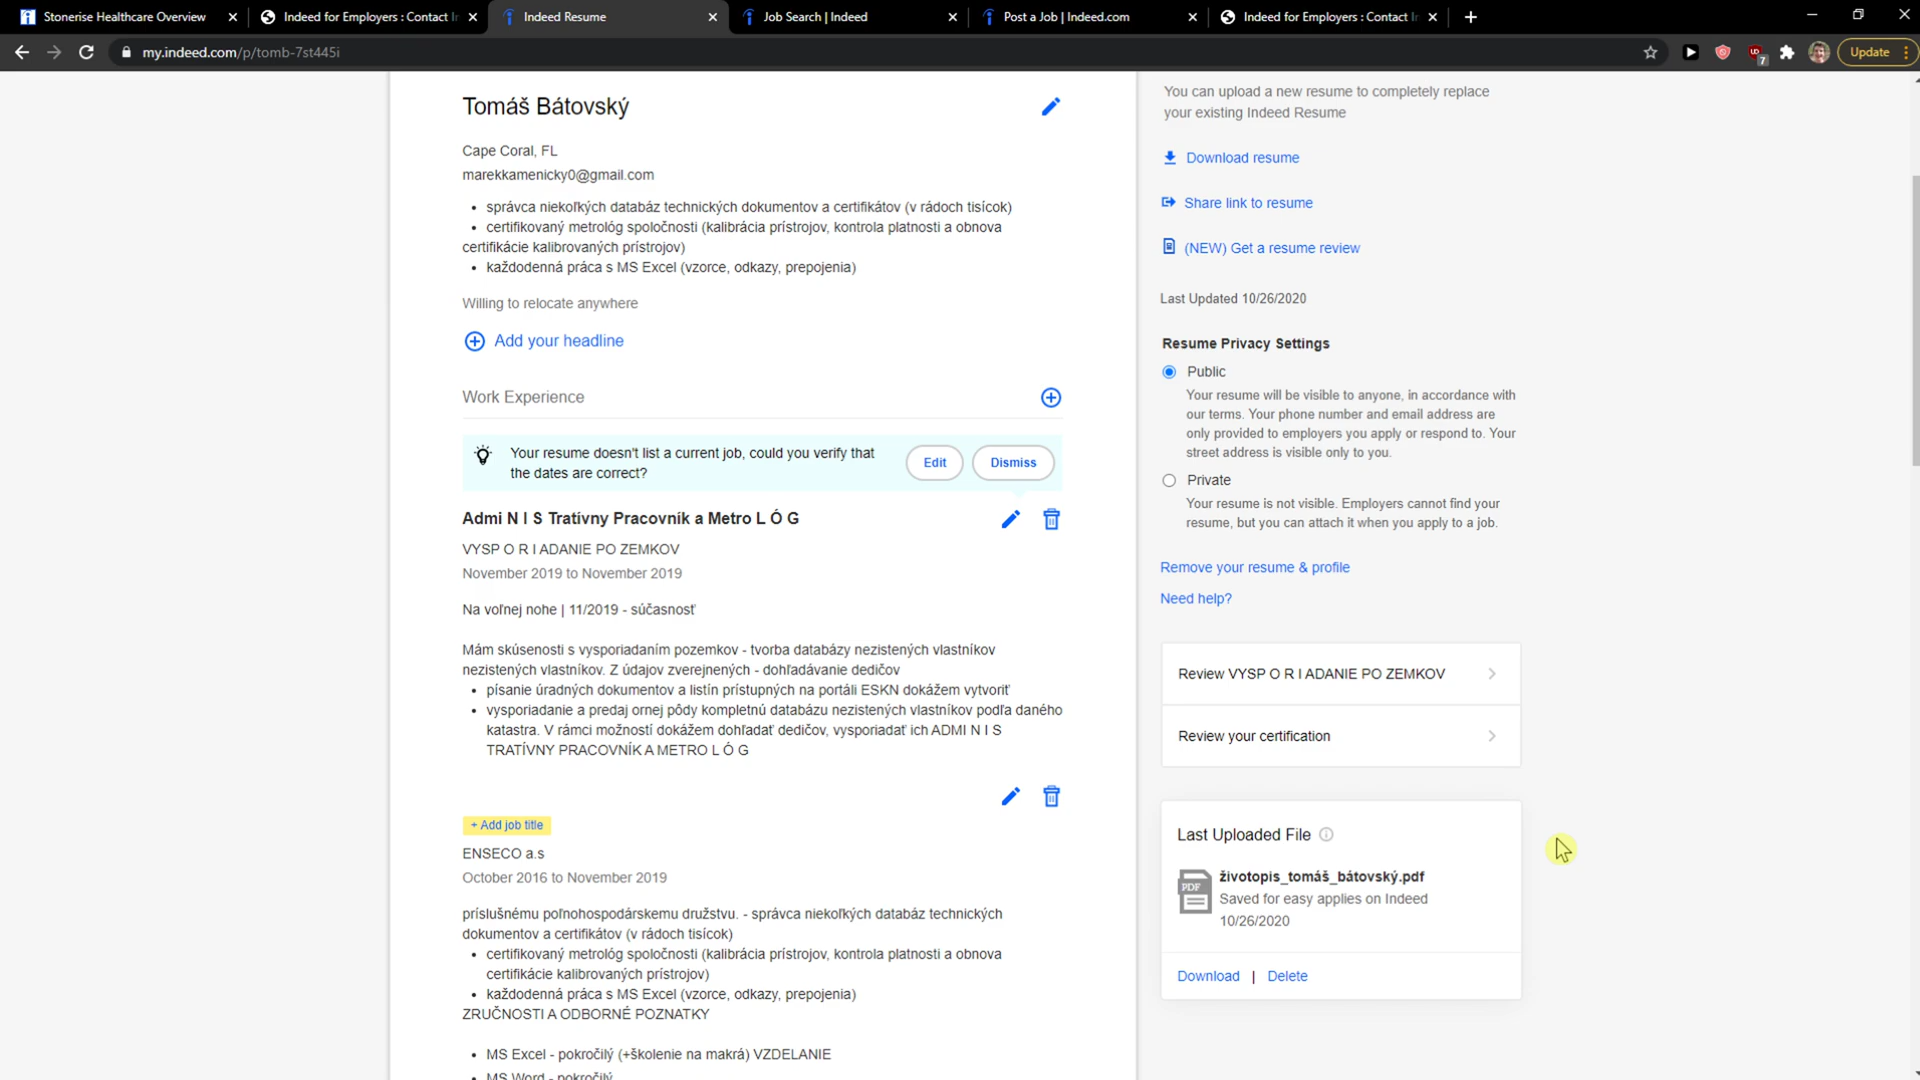 Stonerise Healthcare Overview
Indeed for Employers : Contact In
Indeed Resume
Job Search | Indeed
Post a Job | Indeed.com
Indeed for Employers : Contact In
my.indeed.com/p/tomb-7st445i
7
Update
Tomáš Bátovský
Cape Coral, FL
marekkamenicky0@gmail.com
• správca niekoľkých databáz technických dokumentov a certifikátov (v rádoch tisícok)
• certifikovaný metrológ spoločnosti (kalibrácia prístrojov, kontrola platnosti a obnova
certifikácie kalibrovaných prístrojov)
• každodenná práca s MS Excel (vzorce, odkazy, prepojenia)
Willing to relocate anywhere
Add your headline
Work Experience
Your resume doesn't list a current job, could you verify that
the dates are correct?
Edit
Dismiss
Admi N I S Tratívny Pracovník a Metro L Ó G
VYSP O R I ADANIE PO ZEMKOV
November 2019 to November 2019
Na voľnej nohe | 11/2019 - súčasnosť
Mám skúsenosti s vysporiadaním pozemkov - tvorba databázy nezistených vlastníkov
nezistených vlastníkov. Z údajov zverejnených - dohľadávanie dedičov
• písanie úradných dokumentov a listín prístupných na portáli ESKN dokážem vytvoriť
• vysporiadanie a predaj ornej pôdy kompletnú databázu nezistených vlastníkov podľa daného
katastra. V rámci možností dokážem dohľadať dedičov, vysporiadať ich ADMI N I S
TRATÍVNY PRACOVNÍK A METRO L Ó G
+ Add job title
ENSECO a.s
October 2016 to November 2019
príslušnému poľnohospodárskemu družstvu. - správca niekoľkých databáz technických
dokumentov a certifikátov (v rádoch tisícok)
• certifikovaný metrológ spoločnosti (kalibrácia prístrojov, kontrola platnosti a obnova
certifikácie kalibrovaných prístrojov)
• každodenná práca s MS Excel (vzorce, odkazy, prepojenia)
ZRUČNOSTI A ODBORNÉ POZNATKY
• MS Excel - pokročilý (+školenie na makrá) VZDELANIE
• MS Word - pokročilý
You can upload a new resume to completely replace
your existing Indeed Resume
Download resume
Share link to resume
(NEW) Get a resume review
Last Updated 10/26/2020
Resume Privacy Settings
Public
Your resume will be visible to anyone, in accordance with
our terms. Your phone number and email address are
only provided to employers you apply or respond to. Your
street address is visible only to you.
Private
Your resume is not visible. Employers cannot find your
resume, but you can attach it when you apply to a job.
Remove your resume & profile
Need help?
Review VYSP O R I ADANIE PO ZEMKOV
Review your certification
Last Uploaded File
PDF
životopis_tomáš_bátovský.pdf
Saved for easy applies on Indeed
10/26/2020
Download | Delete